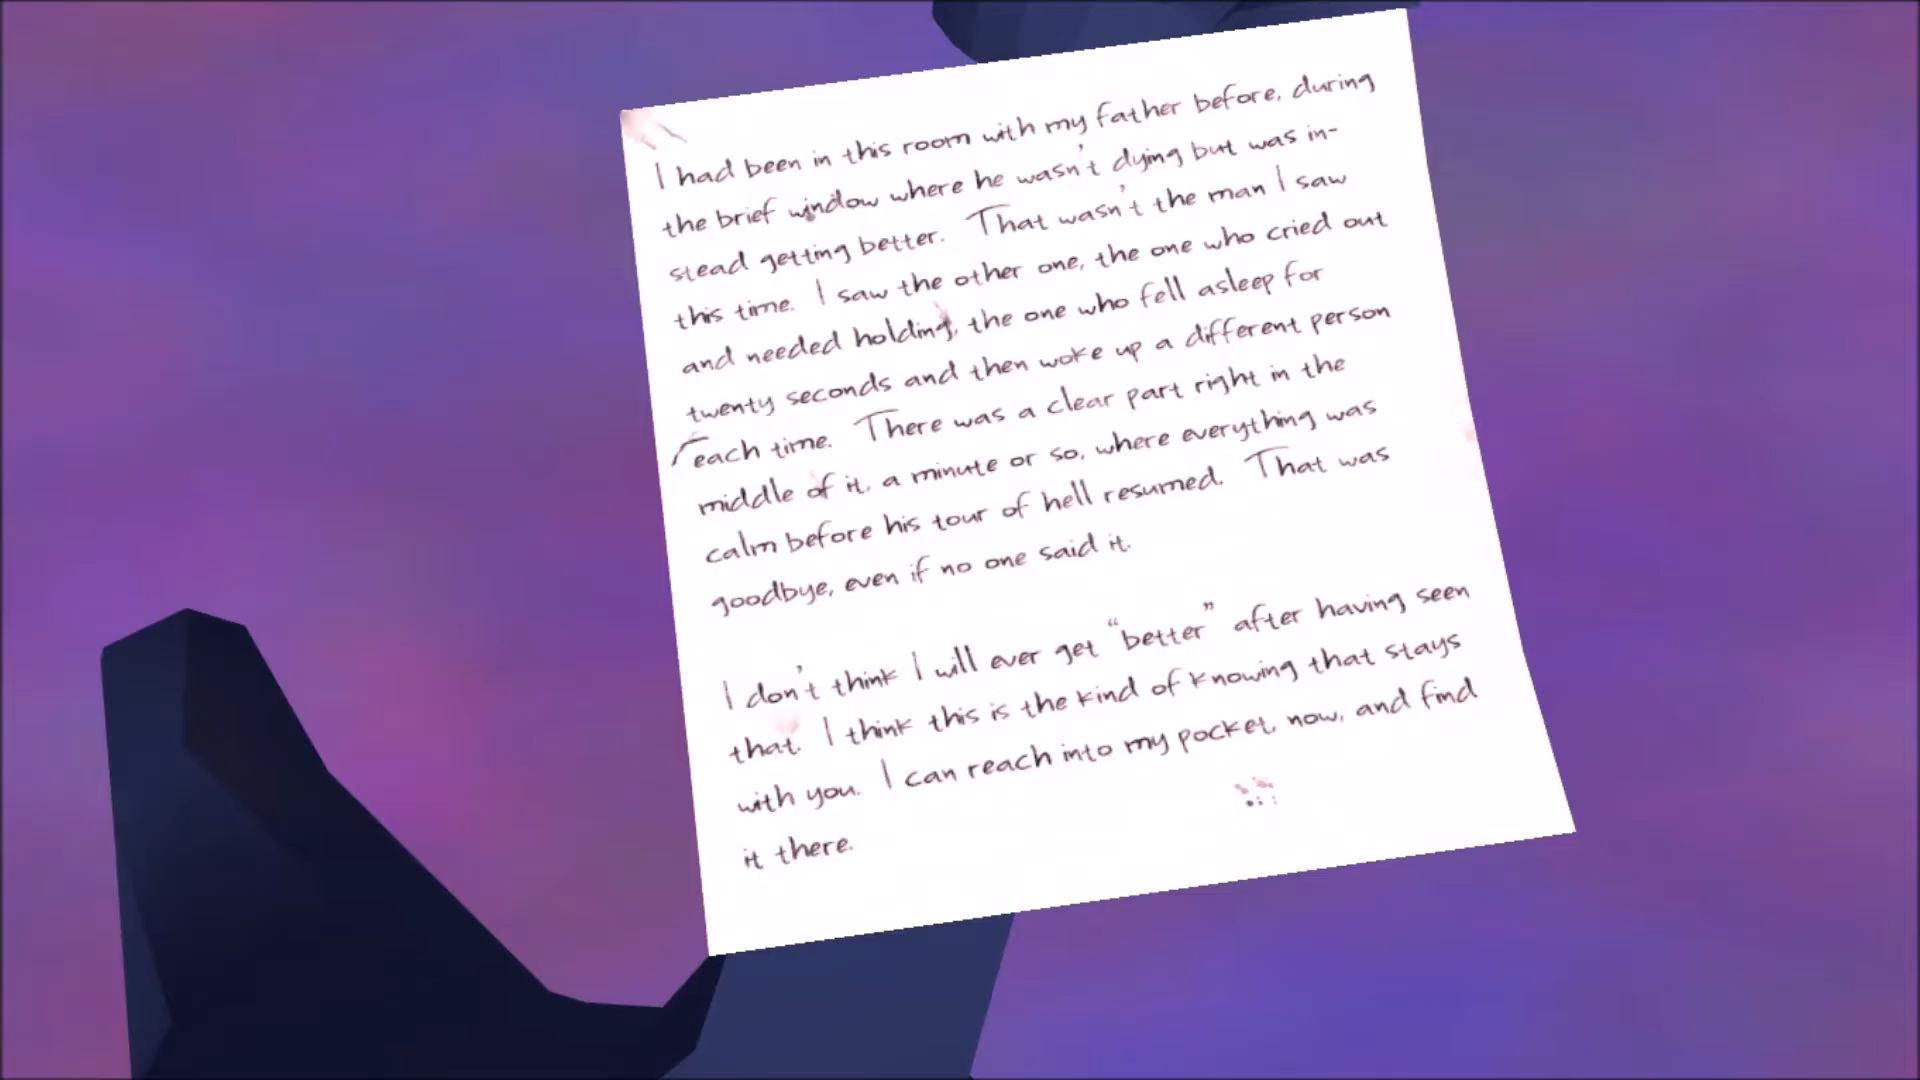 I had been in this room with my father before, during
the brief window where he wasn't dying but was in-
stead getting better. That wasn't the man I saw
this time. I saw the other one, the one who cried out
and needed holding, the one who fell asleep for
twenty seconds and then woke up a different person
each time. There was a clear part right in the
middle of it, a minute or so, where everything was
calm before his tour of hell resumed. That was
goodbye, even if no one said it.
I don't think I will ever get "better" after having seen
that. I think this is the kind of knowing that stays
with you. I can reach into my pocket, now, and find
it there.